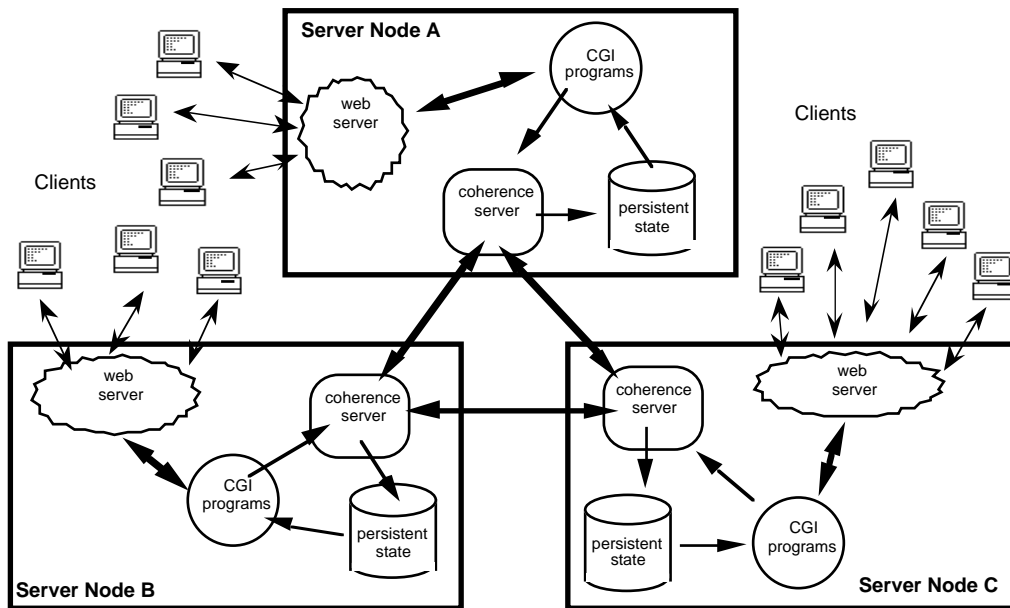 Server Node A
CGI
programs
web
server
coherence
server
persistent
state
Clients
Clients
web
server
coherence
server
CGI
programs
persistent
state
Server Node B
coherence
server
web
server
persistent
state
CGI
programs
Server Node C